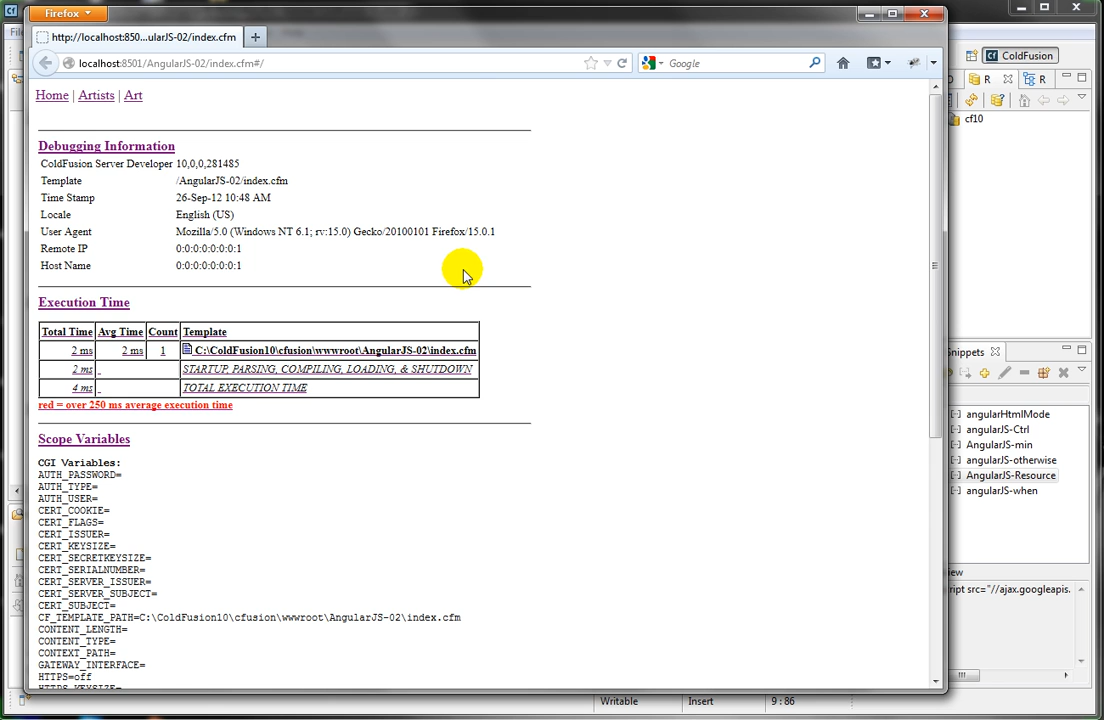 Firefox
http://localhost:850...ularJS-02/index.cfm
localhost:8501/AngularJS-02/index.cfm#/
Google
Home | Artists | Art
Debugging Information
ColdFusion Server Developer 10,0,0,281485
Template /AngularJS-02/index.cfm
Time Stamp 26-Sep-12 10:48 AM
Locale English (US)
User Agent Mozilla/5.0 (Windows NT 6.1; rv:15.0) Gecko/20100101 Firefox/15.0.1
Remote IP 0:0:0:0:0:0:0:1
Host Name 0:0:0:0:0:0:0:1
Execution Time
Total Time Avg Time Count Template
2 ms 2 ms 1 C:\ColdFusion10\cfusion\wwwroot\AngularJS-02\index.cfm
2 ms STARTUP, PARSING, COMPILING, LOADING, & SHUTDOWN
4 ms TOTAL EXECUTION TIME
red = over 250 ms average execution time
Scope Variables
CGI Variables:
AUTH_PASSWORD=
AUTH_TYPE=
AUTH_USER=
CERT_COOKIE=
CERT_FLAGS=
CERT_ISSUER=
CERT_KEYSIZE=
CERT_SECRETKEYSIZE=
CERT_SERIALNUMBER=
CERT_SERVER_ISSUER=
CERT_SERVER_SUBJECT=
CERT_SUBJECT=
CF_TEMPLATE_PATH=C:\ColdFusion10\cfusion\wwwroot\AngularJS-02\index.cfm
CONTENT_LENGTH=
CONTENT_TYPE=
CONTEXT_PATH=
GATEWAY_INTERFACE=
HTTPS=off
HTTPS_KEYSIZE=
Cf
File
Cf ColdFusion
R
R
cf10
Snippets
angularHtmlMode
angularJS-Ctrl
AngularJS-min
angularJS-otherwise
AngularJS-Resource
angularJS-when
script src="//ajax.googleapis.
Writable Insert 9 : 86